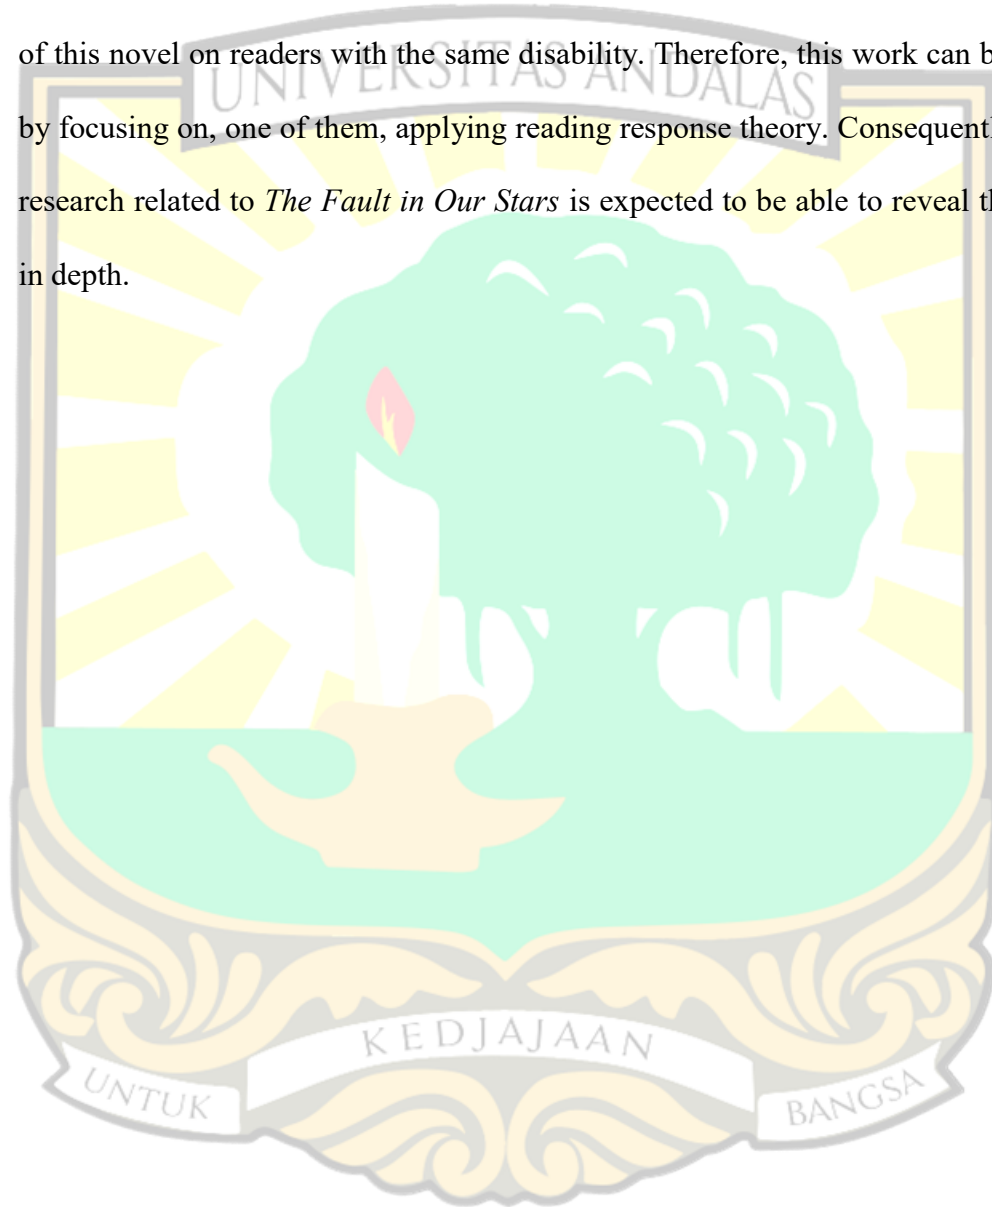 of this novel on readers with the same disability. Therefore, this work can b
UNIVERSITAS ANDALAS
by focusing on, one of them, applying reading response theory. Consequentl
research related to The Fault in Our Stars is expected to be able to reveal th
in depth.
KEDJAJAAN
UNTUK
BANGSA